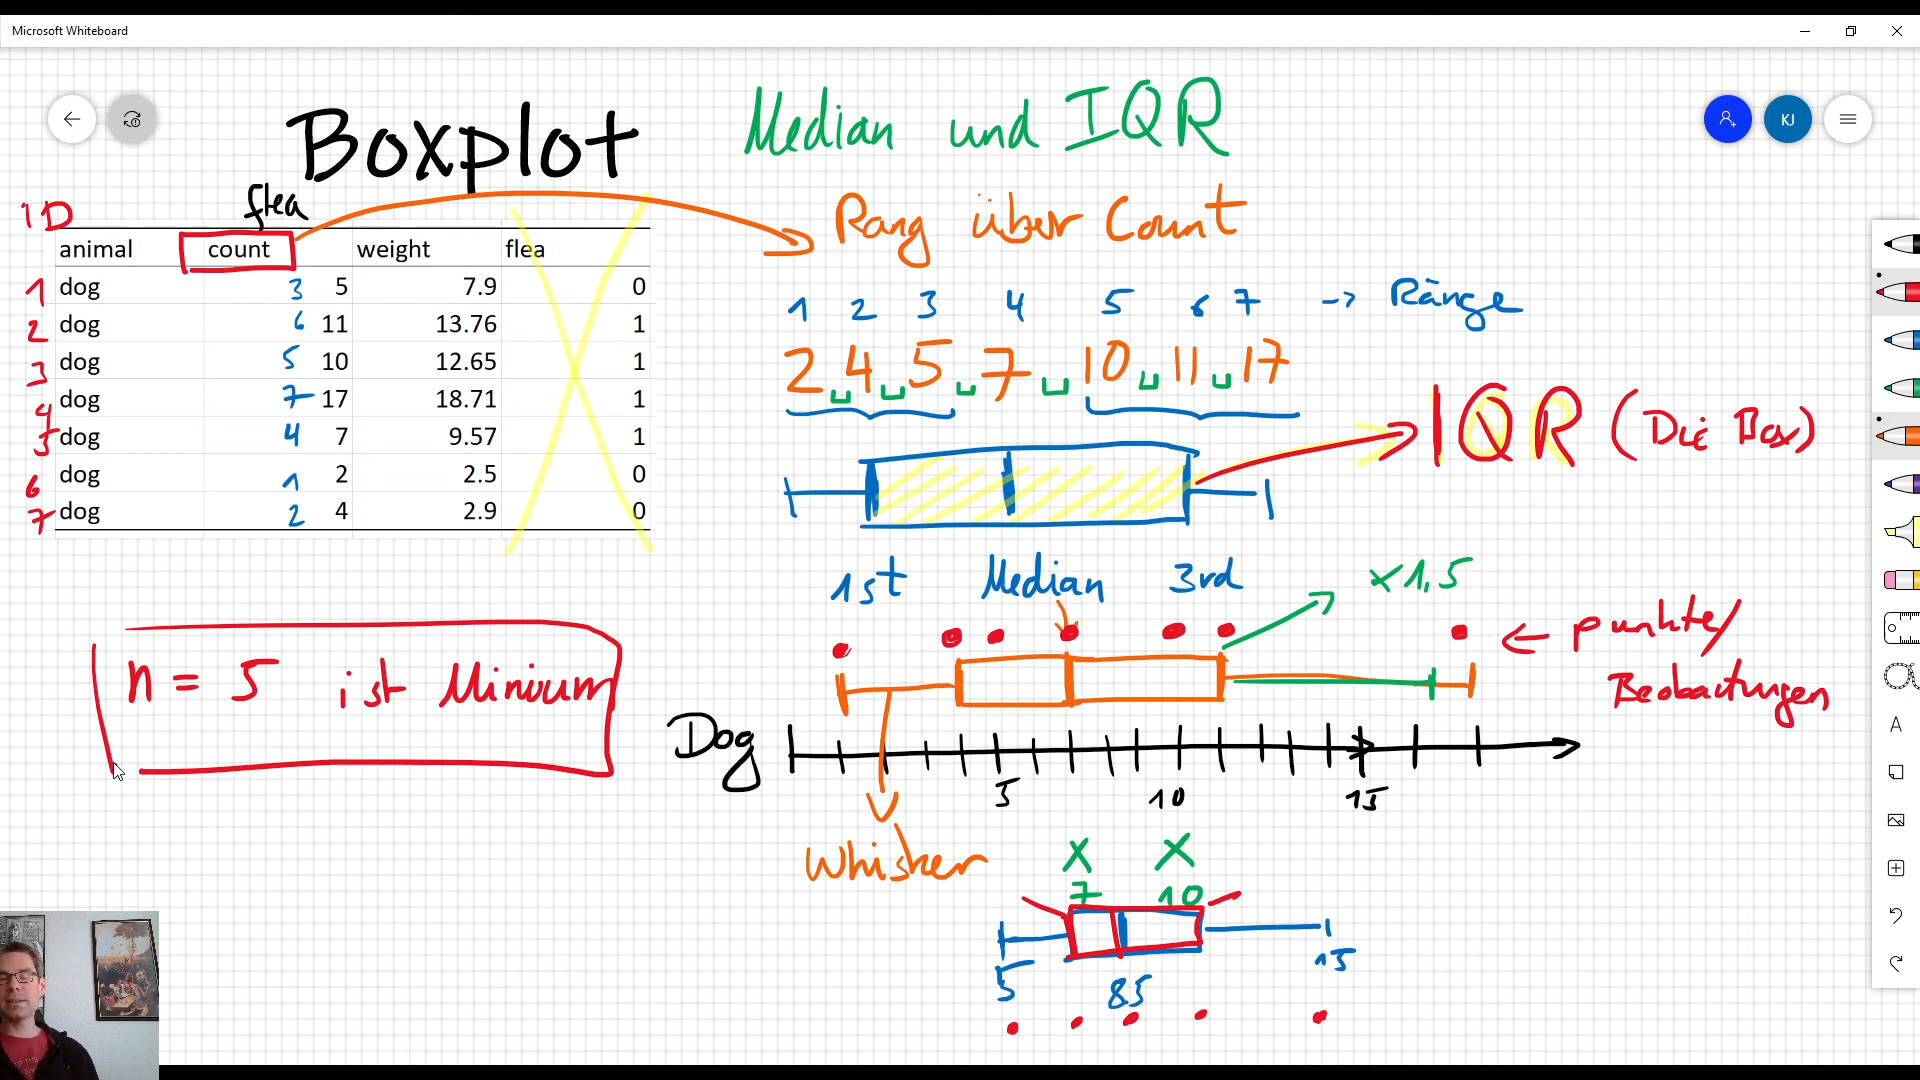 Microsoft Whiteboard
Boxplot
Median und IQR
KJ
flea
Rang über Count
ID
animal count weight flea
1 dog 3 5 7.9 0
2 dog 6 11 13.76 1
3 dog 5 10 12.65 1
4 dog 7 17 18.71 1
5 dog 4 7 9.57 1
6 dog 1 2 2.5 0
7 dog 2 4 2.9 0
1 2 3 4 5 6 7 -> Ränge
2 4 5 7 10 11 17
IQR (Die Box)
1st Median 3rd x1,5
n = 5 ist Minium
punkte/
Beobachtungen
Dog
5 10 15
Whisker
X X
7 10
5 85 15
A